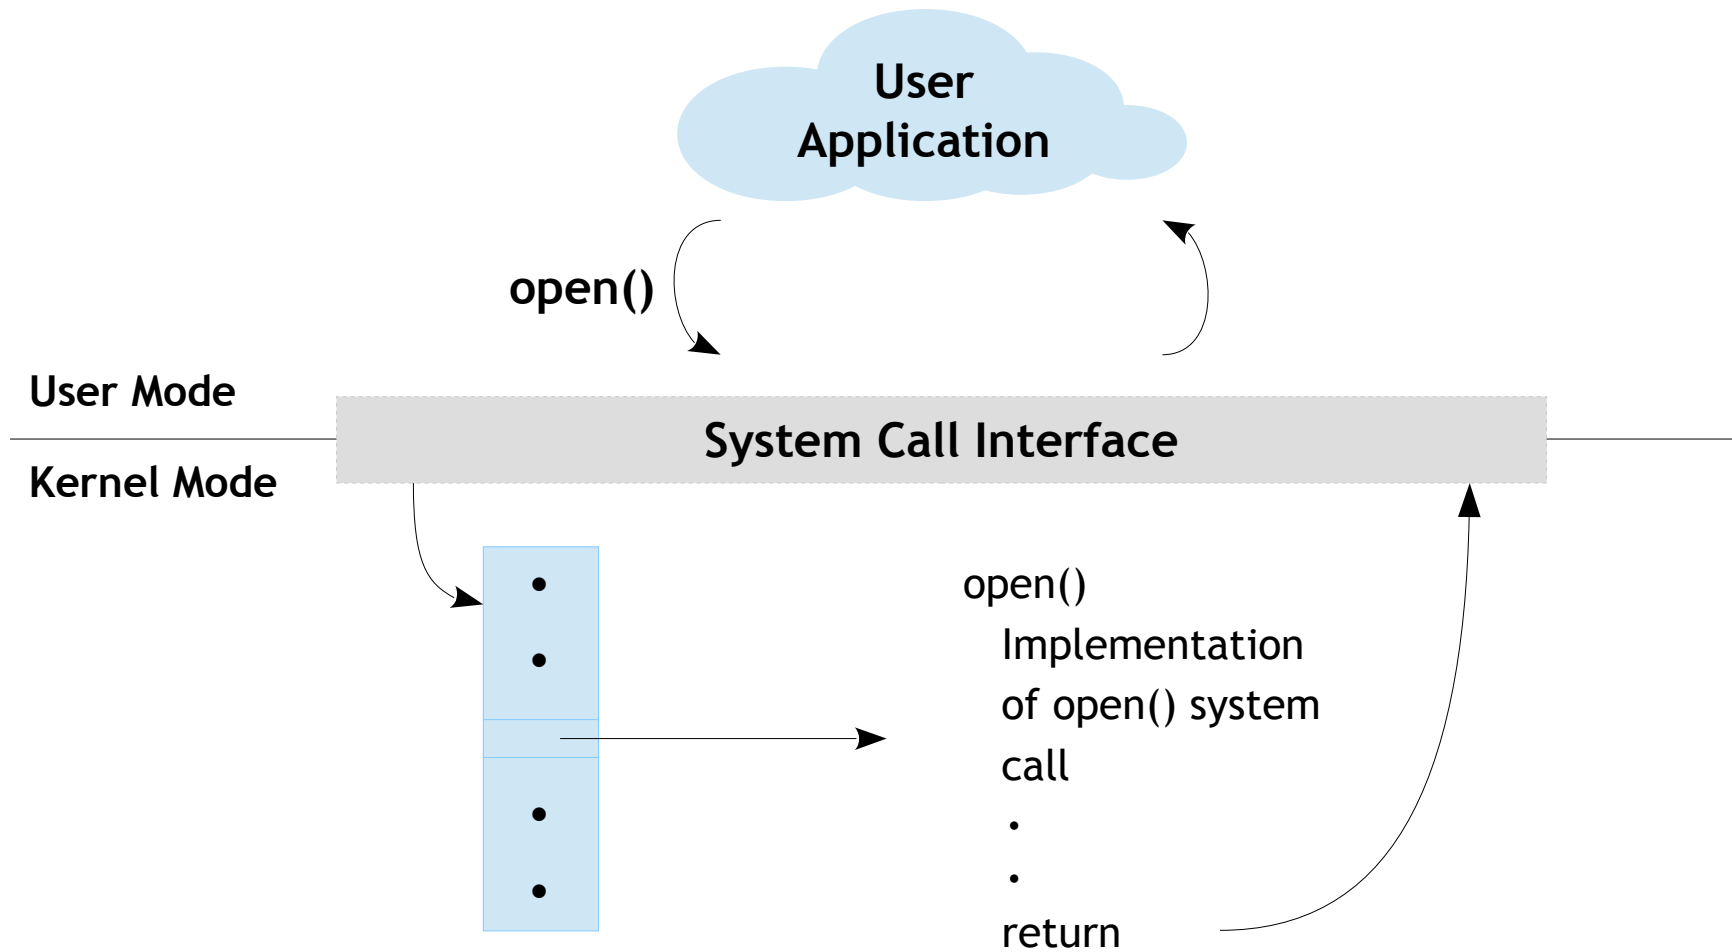 User
Application
open()
User Mode
System Call Interface
Kernel Mode
open()
Implementation
of open() system
call
.
.
return